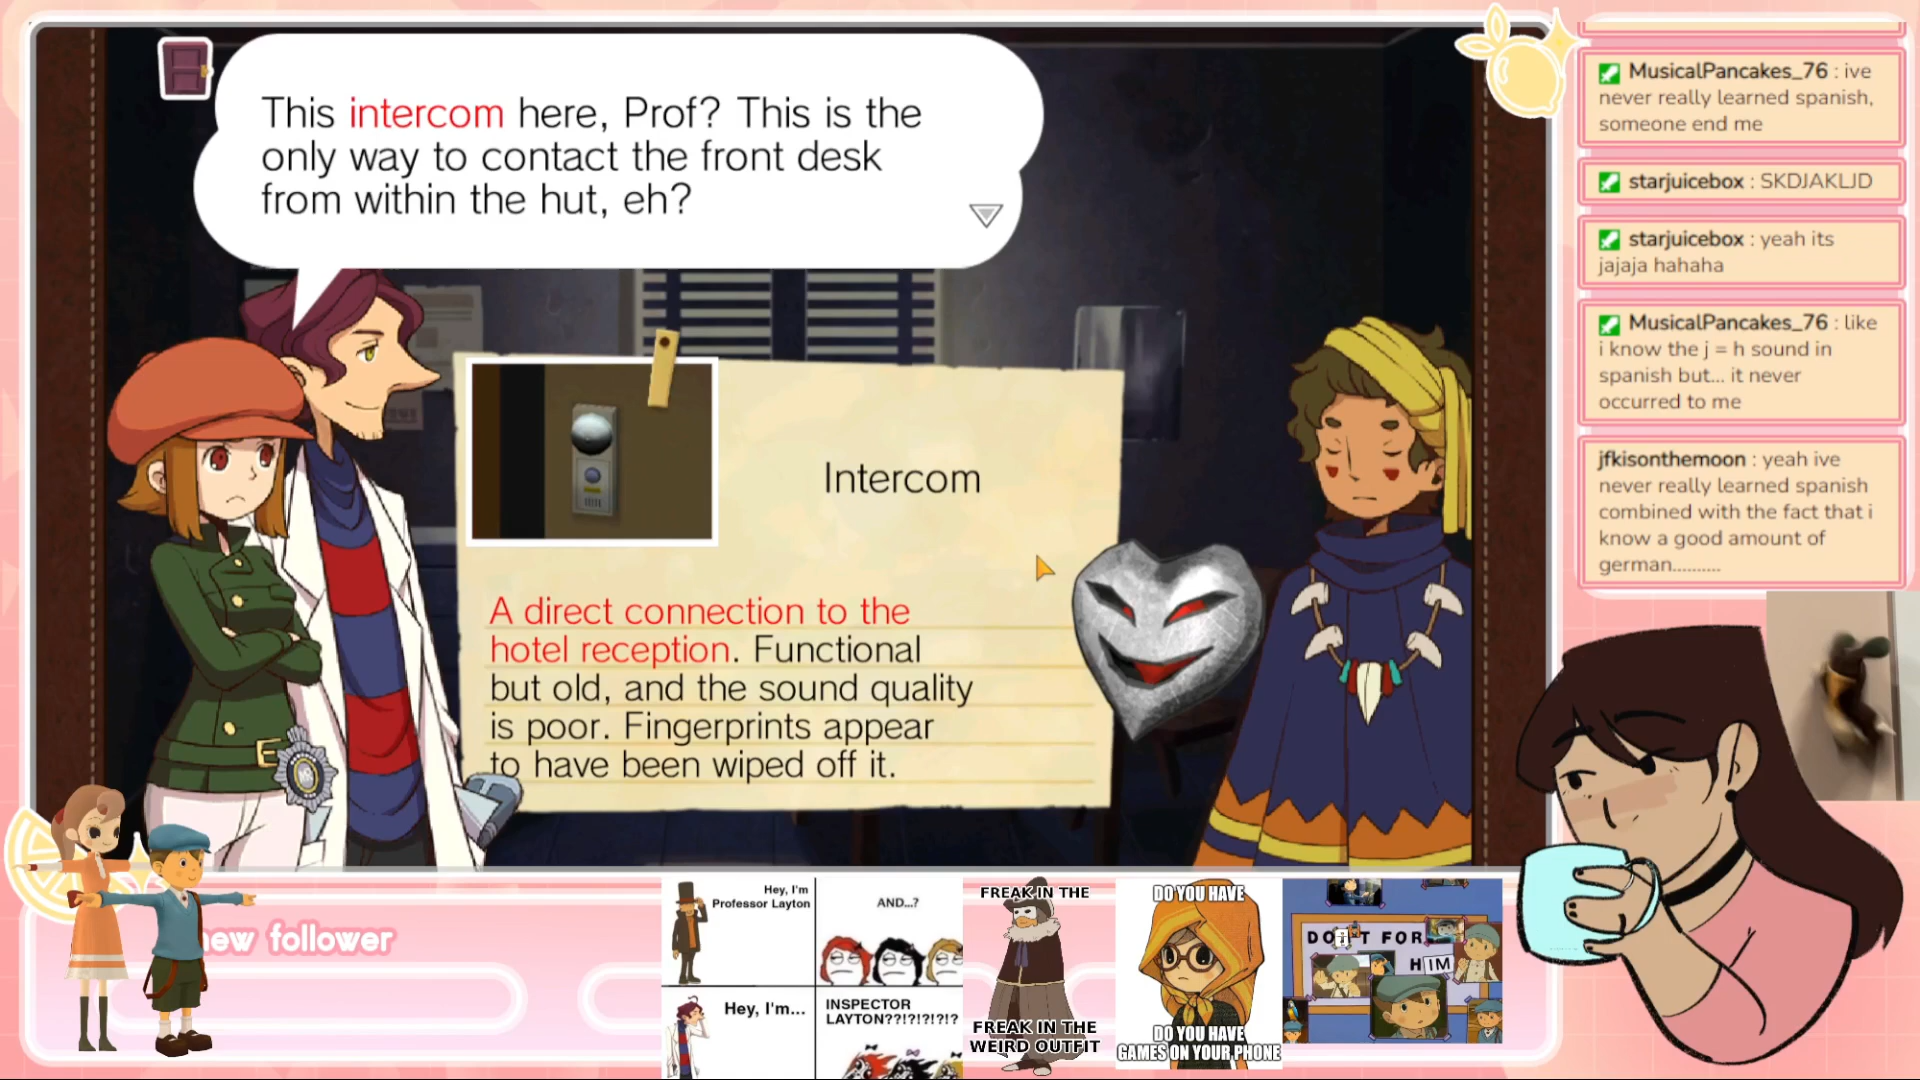 This intercom here, Prof? This is the
only way to contact the front desk
from within the hut, eh?
Intercom
A direct connection to the
hotel reception. Functional
but old, and the sound quality
is poor. Fingerprints appear
to have been wiped off it.
MusicalPancakes_76 : ive
never really learned spanish,
someone end me
starjuicebox : SKDJAKLJD
starjuicebox : yeah its
jajaja hahaha
MusicalPancakes_76 : like
i know the j = h sound in
spanish but... it never
occurred to me
jfkisonthemoon : yeah ive
never really learned spanish
combined with the fact that i
know a good amount of
german..........
new follower
Hey, I'm
Professor Layton
AND...?
Hey, I'm...
INSPECTOR
LAYTON??!?!?!?!?
FREAK IN THE
FREAK IN THE
WEIRD OUTFIT
DO YOU HAVE
DO YOU HAVE
GAMES ON YOUR PHONE
HIM